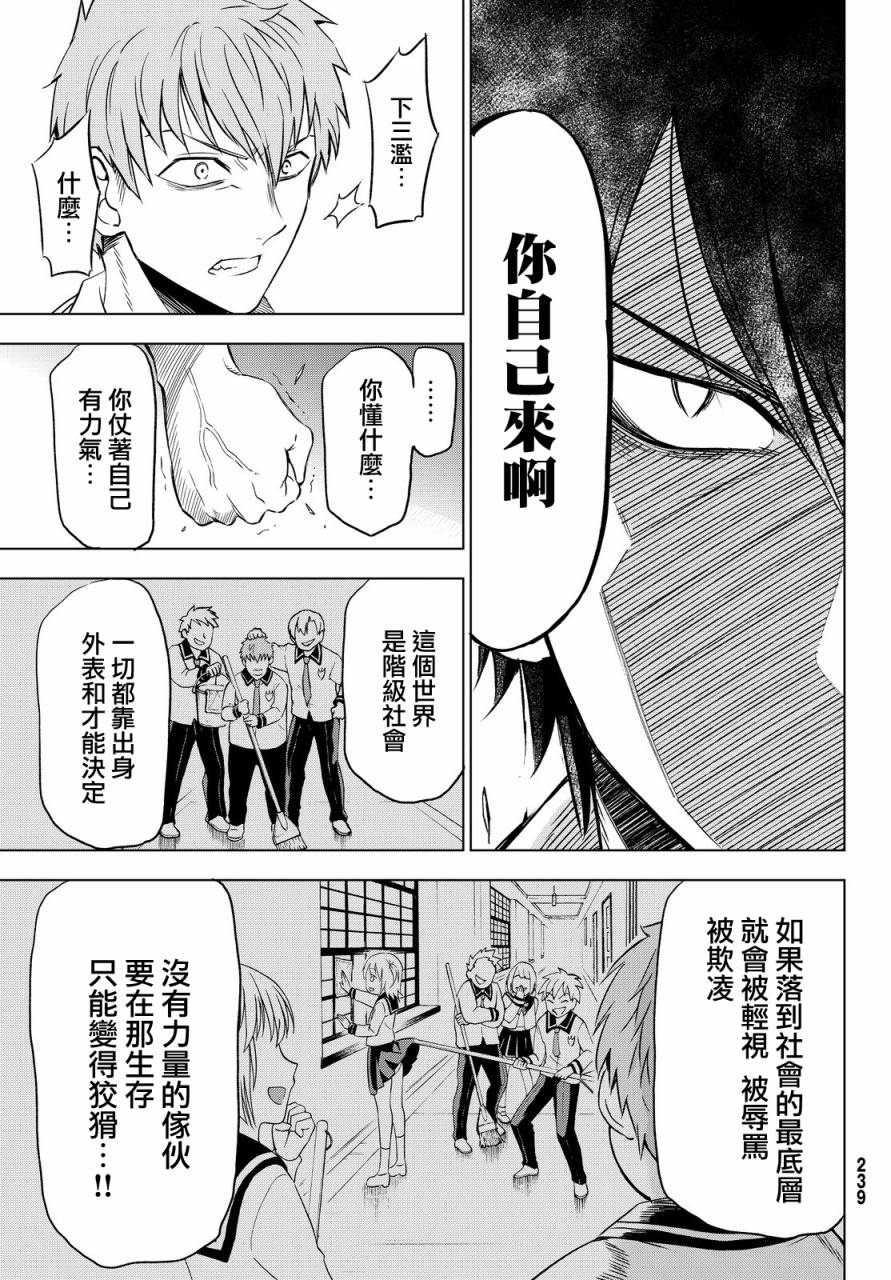 你自己來啊
下三濫…
什麼…
……
你懂什麼…
你仗著自己
有力氣…
這個世界
是階級社會
一切都靠出身
外表和才能決定
如果落到社會的最底層
就會被輕視 被辱罵
被欺凌
沒有力量的傢伙
要在那生存
只能變得狡猾…!!
239